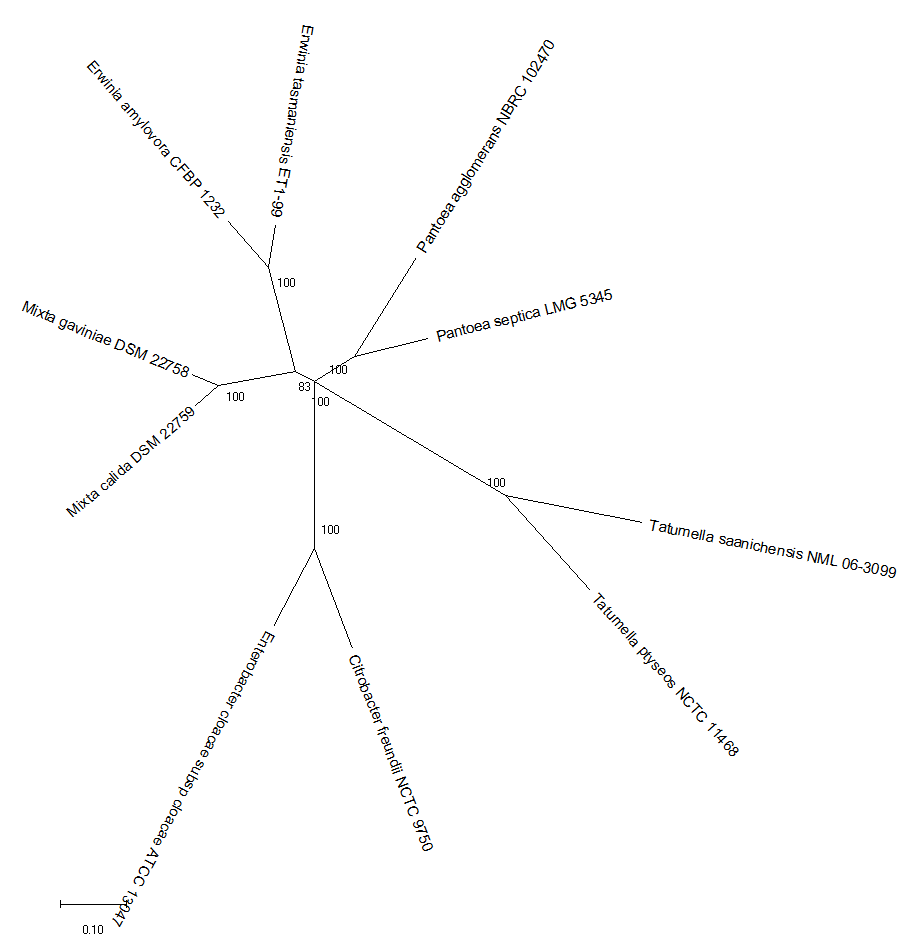 Erwinia tasmaniensis ET1-99
Pantoea agglomerans NBRC 102470
Erwinia amylovora CFBP 1232
100
Pantoea septica LMG 5345
Mixta gaviniae DSM 22758
100
83
100
100
Mixta calida DSM 22759
100
Tatumella saanichensis NML 06-3099
100
Tatumella ptyseos NCTC 11468
Enterobacter cloacae subsp cloacae ATCC 13047
Citrobacter freundii NCTC 9750
0.10